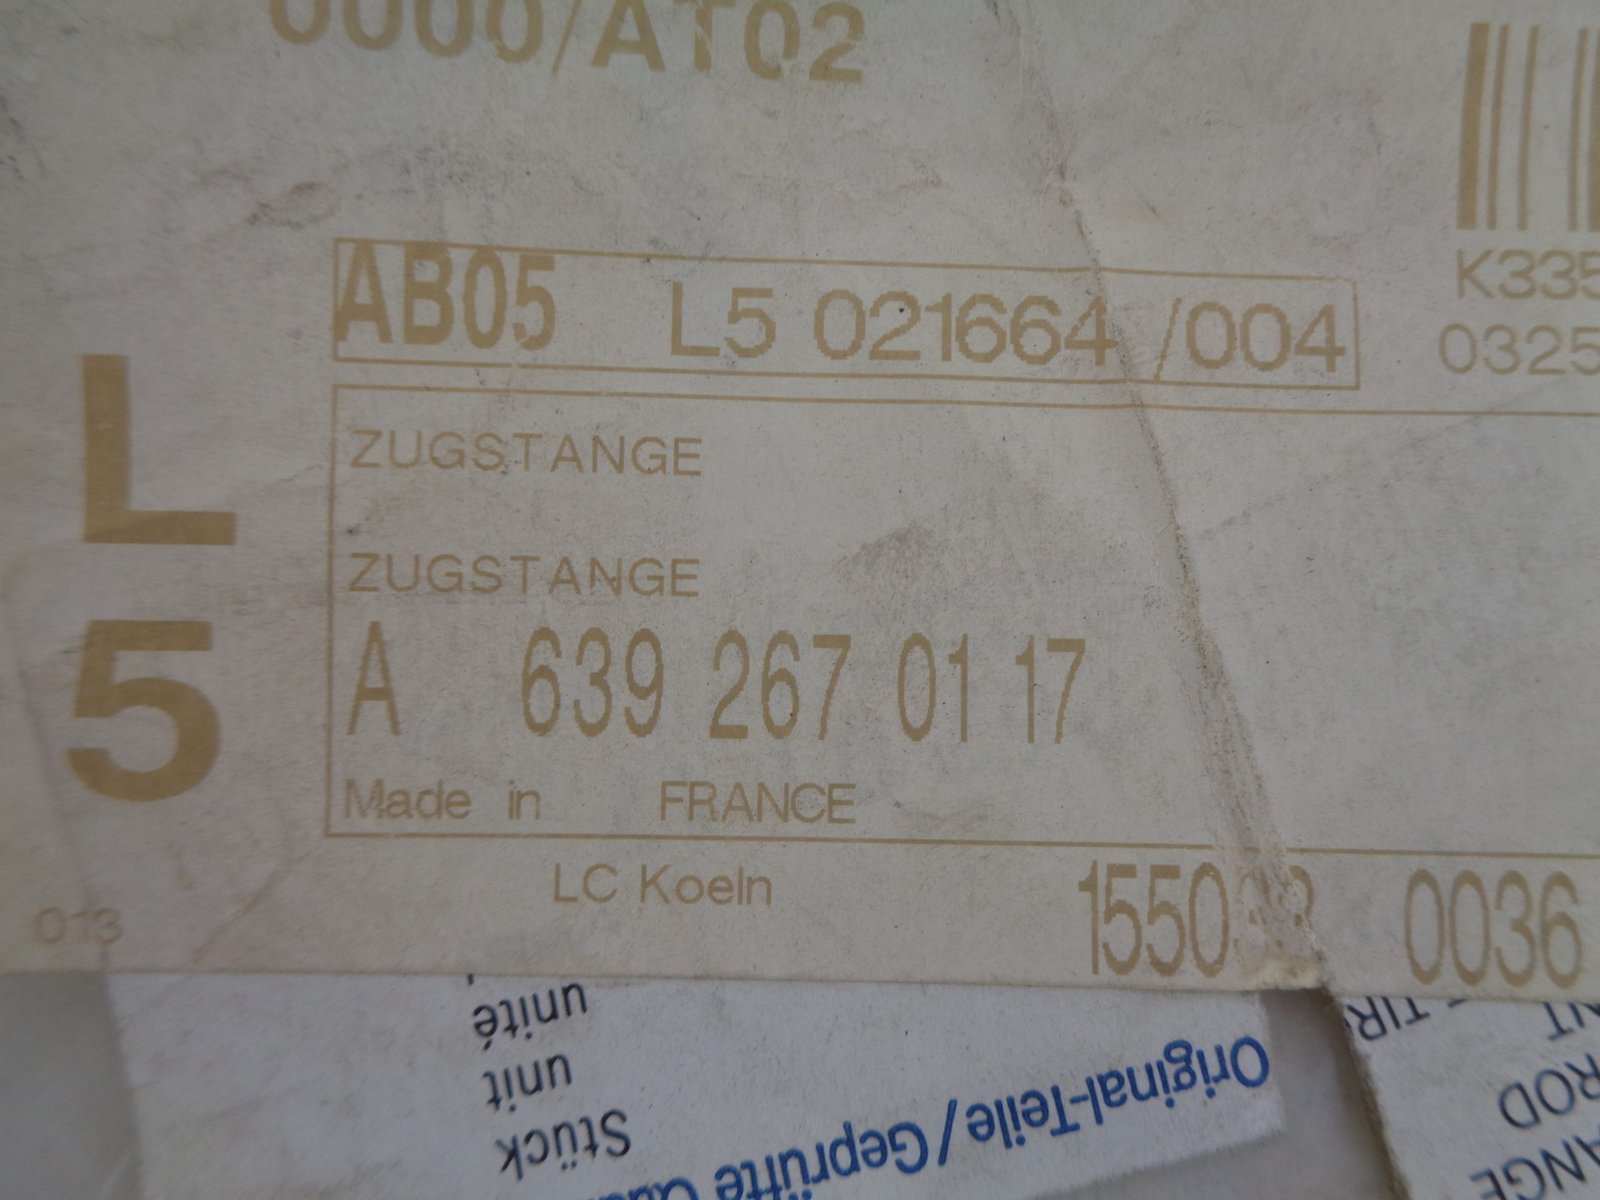 0000/AT02
AB05 L5 021664 /004
K335
0325
L
5
ZUGSTANGE
ZUGSTANGE
A 639 267 01 17
Made in FRANCE
LC Koeln
0036
013
unité
unit
Stück
Original-Teile/Geprüfte
ROD